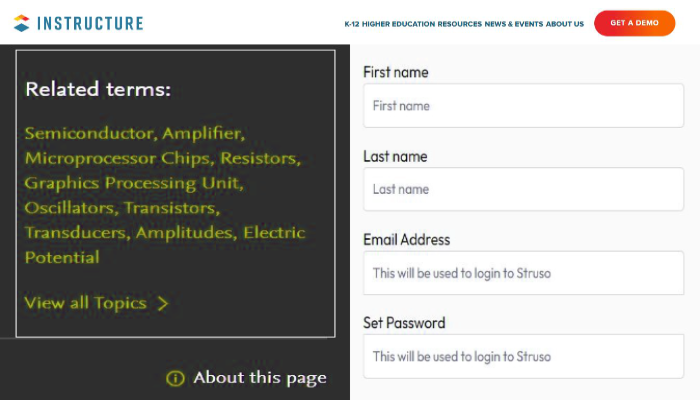 INSTRUCTURE
K-12 HIGHER EDUCATION RESOURCES NEWS & EVENTS ABOUT US
GET A DEMO
Related terms:
Semiconductor, Amplifier,
Microprocessor Chips, Resistors,
Graphics Processing Unit,
Oscillators, Transistors,
Transducers, Amplitudes, Electric
Potential
View all Topics >
About this page
First name
First name
Last name
Last name
Email Address
This will be used to login to Struso
Set Password
This will be used to login to Struso